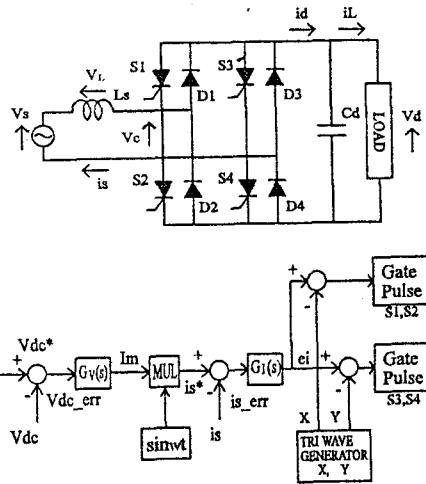 id
iL
S1
S3
VL
Ls
D1
D3
Vs
Vc
Cd
LOAD
Vd
is
S2
D2
S4
D4
Gate
Pulse
S1,S2
Vdc*
Vdc_err
Vdc
GV(s)
Im
MUL
is*
is_err
is
GI(s)
ei
sinwt
Gate
Pulse
S3,S4
X
Y
TRI WAVE
GENERATOR
X, Y
+
-
+
-
+
-
+
-